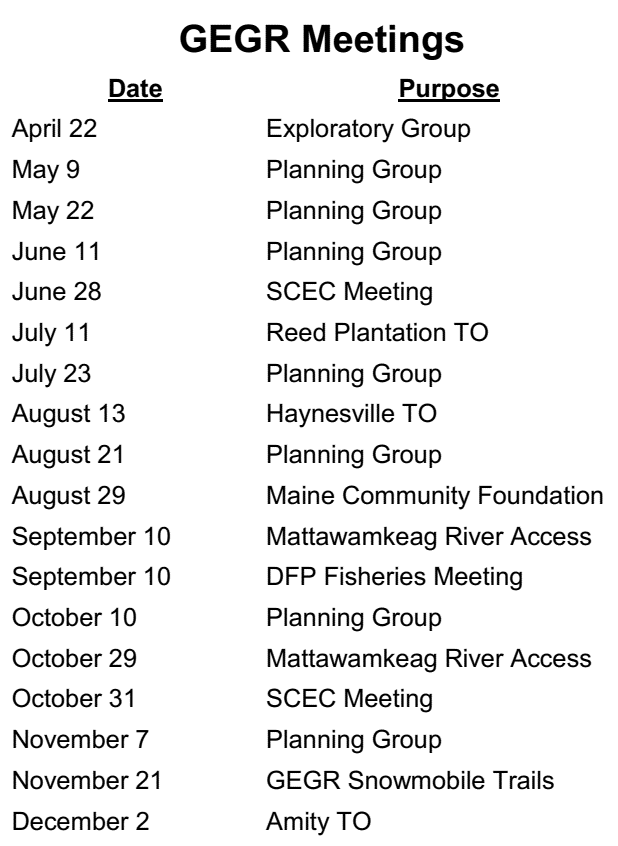 GEGR Meetings
Date Purpose
April 22 Exploratory Group
May 9 Planning Group
May 22 Planning Group
June 11 Planning Group
June 28 SCEC Meeting
July 11 Reed Plantation TO
July 23 Planning Group
August 13 Haynesville TO
August 21 Planning Group
August 29 Maine Community Foundation
September 10 Mattawamkeag River Access
September 10 DFP Fisheries Meeting
October 10 Planning Group
October 29 Mattawamkeag River Access
October 31 SCEC Meeting
November 7 Planning Group
November 21 GEGR Snowmobile Trails
December 2 Amity TO